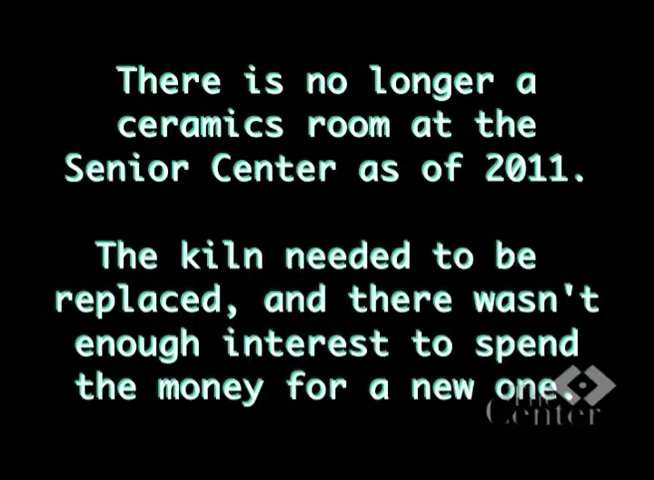 There is no longer a
ceramics room at the
Senior Center as of 2011.
The kiln needed to be
replaced, and there wasn't
enough interest to spend
the money for a new one.
The
Center